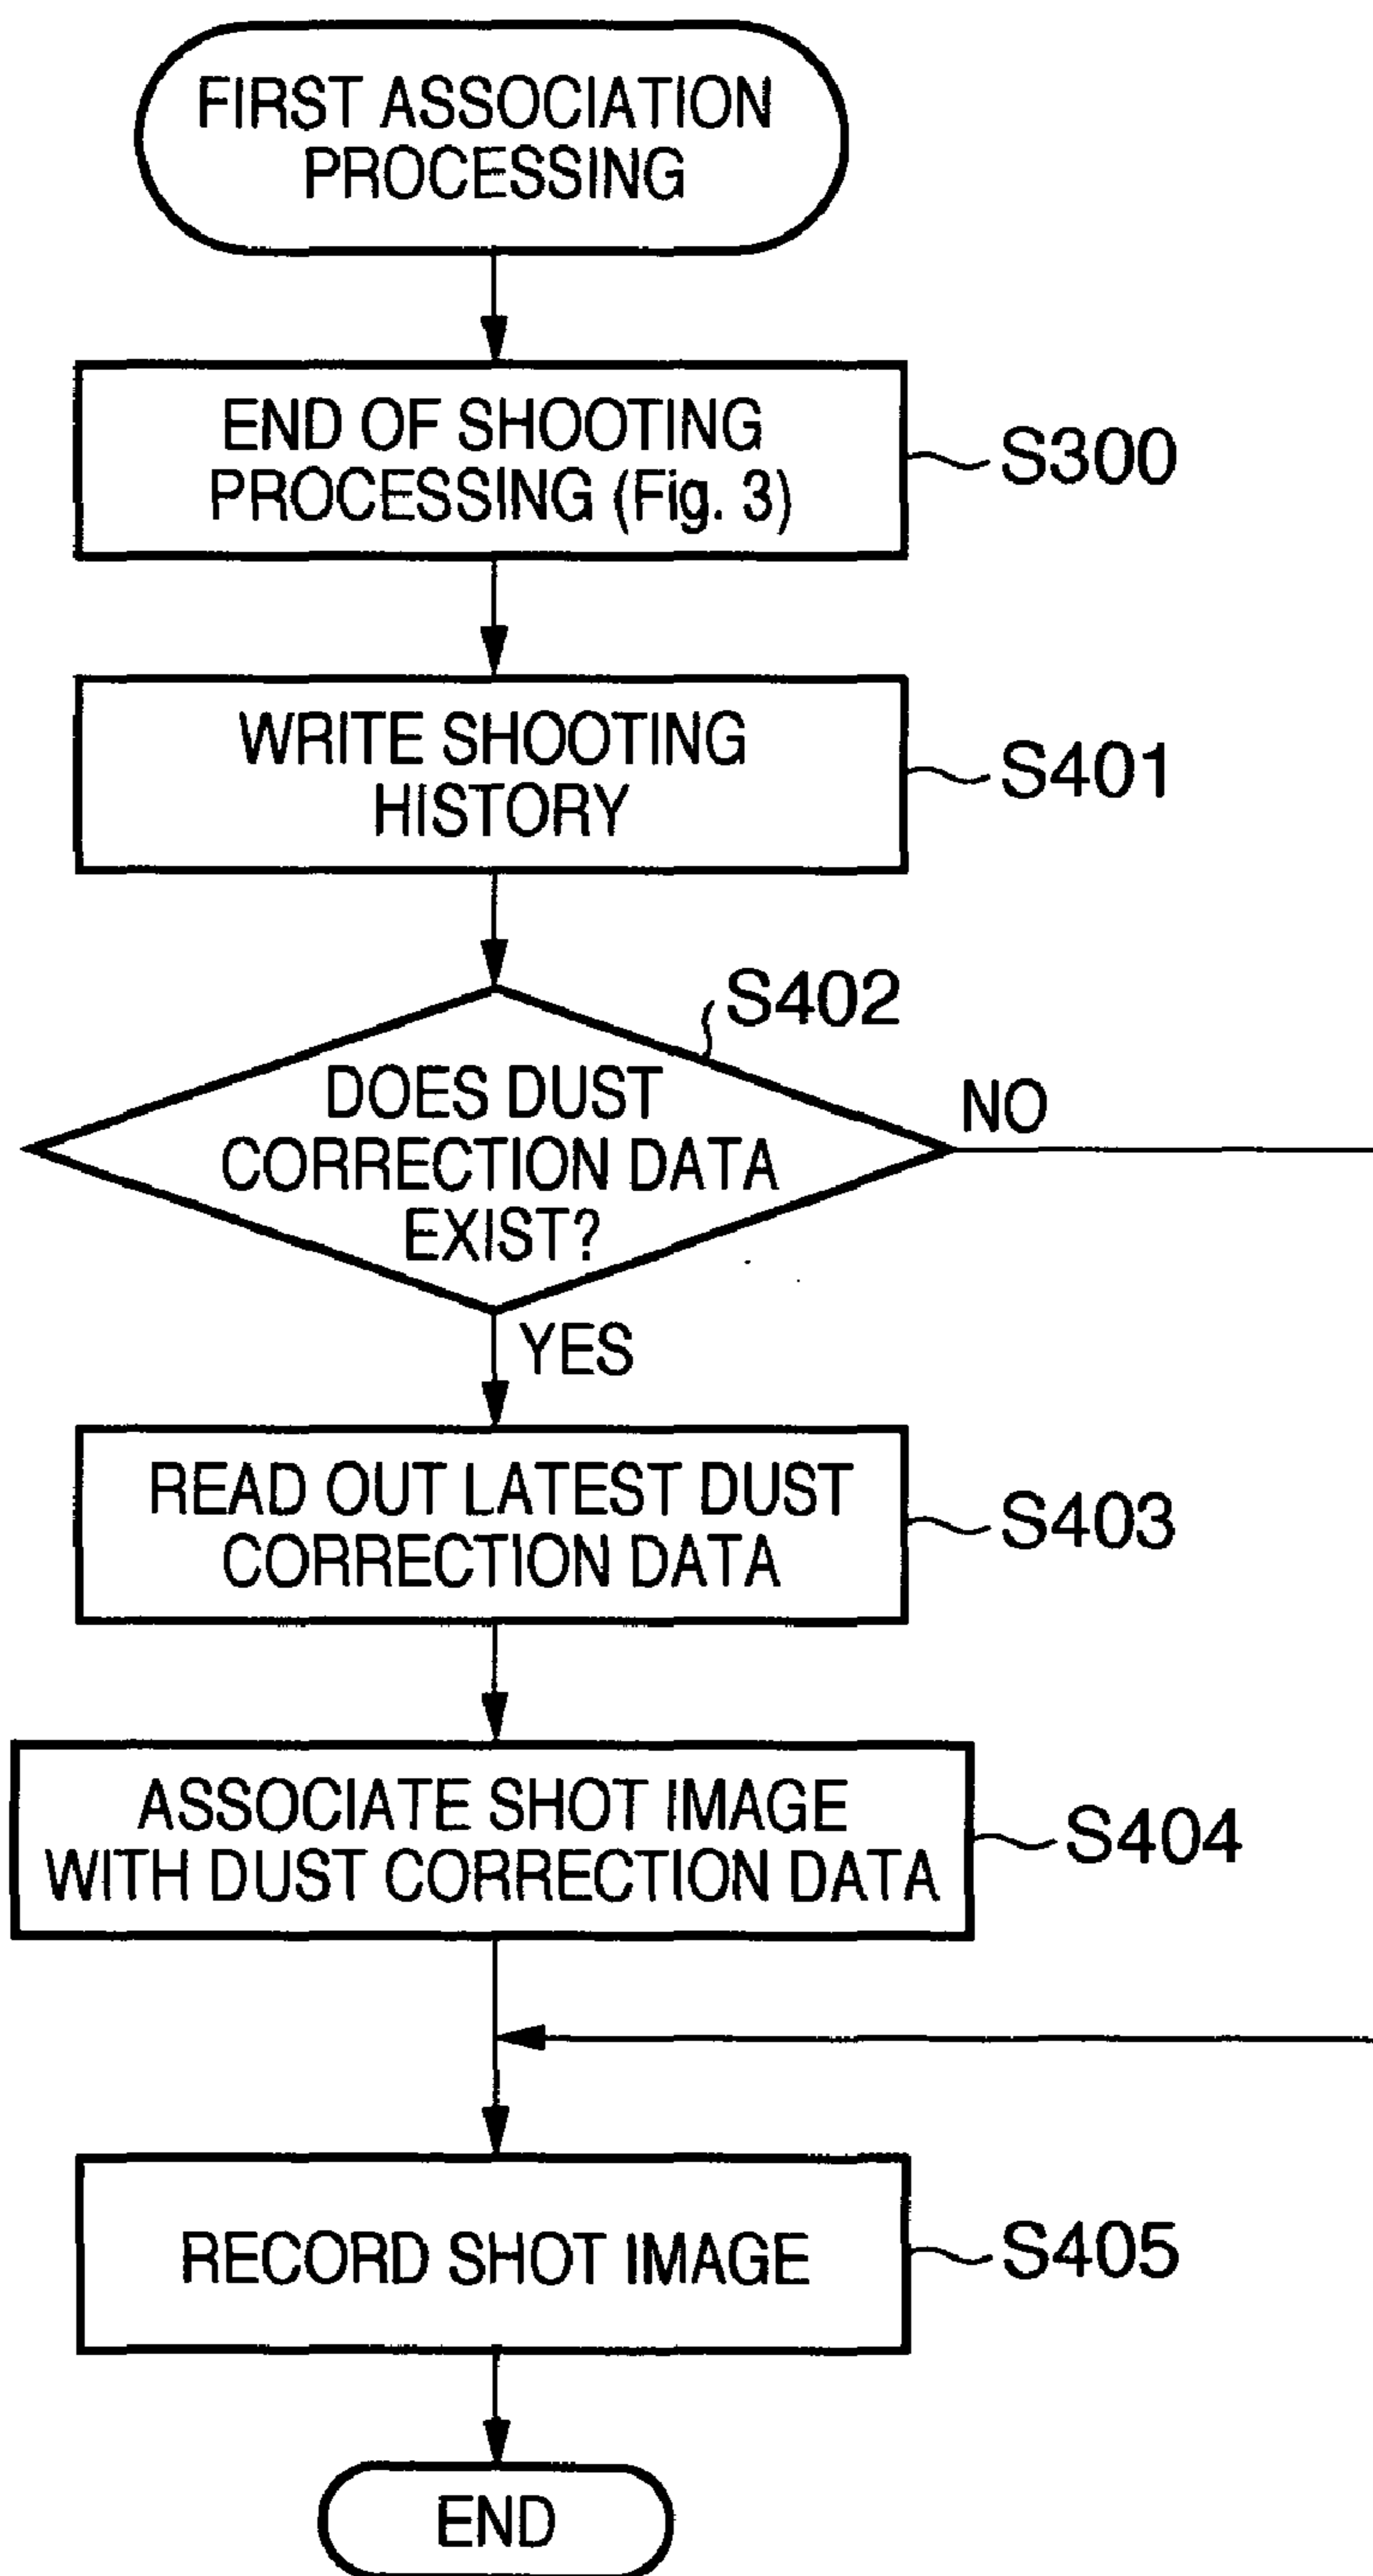 FIRST ASSOCIATION
PROCESSING
END OF SHOOTING
PROCESSING (Fig. 3)
S300
WRITE SHOOTING
HISTORY
S401
S402
DOES DUST
CORRECTION DATA
EXIST?
NO
YES
READ OUT LATEST DUST
CORRECTION DATA
S403
ASSOCIATE SHOT IMAGE
WITH DUST CORRECTION DATA
S404
RECORD SHOT IMAGE
S405
END